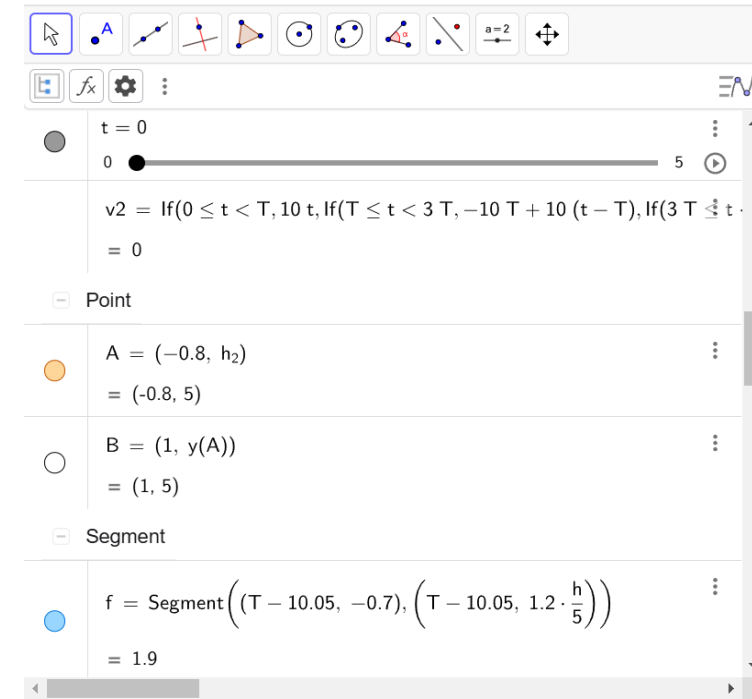 A
α
a=2
fx
t = 0
0
5
v2 = If(0 ≤ t < T, 10 t, If(T ≤ t < 3 T, −10 T + 10 (t − T), If(3 T ≤ t
= 0
Point
A = (−0.8, h₂)
= (-0.8, 5)
B = (1, y(A))
= (1, 5)
Segment
f = Segment((T − 10.05, −0.7), (T − 10.05, 1.2 · h/5))
= 1.9